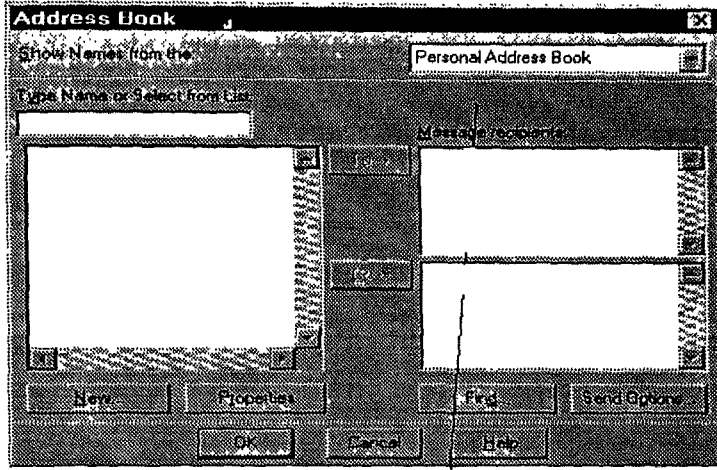 Address Book
Show Names from the:
Personal Address Book
Type Name or Select from List:
Message recipients:
New...
Properties
Find
Send Options...
OK
Cancel
Help